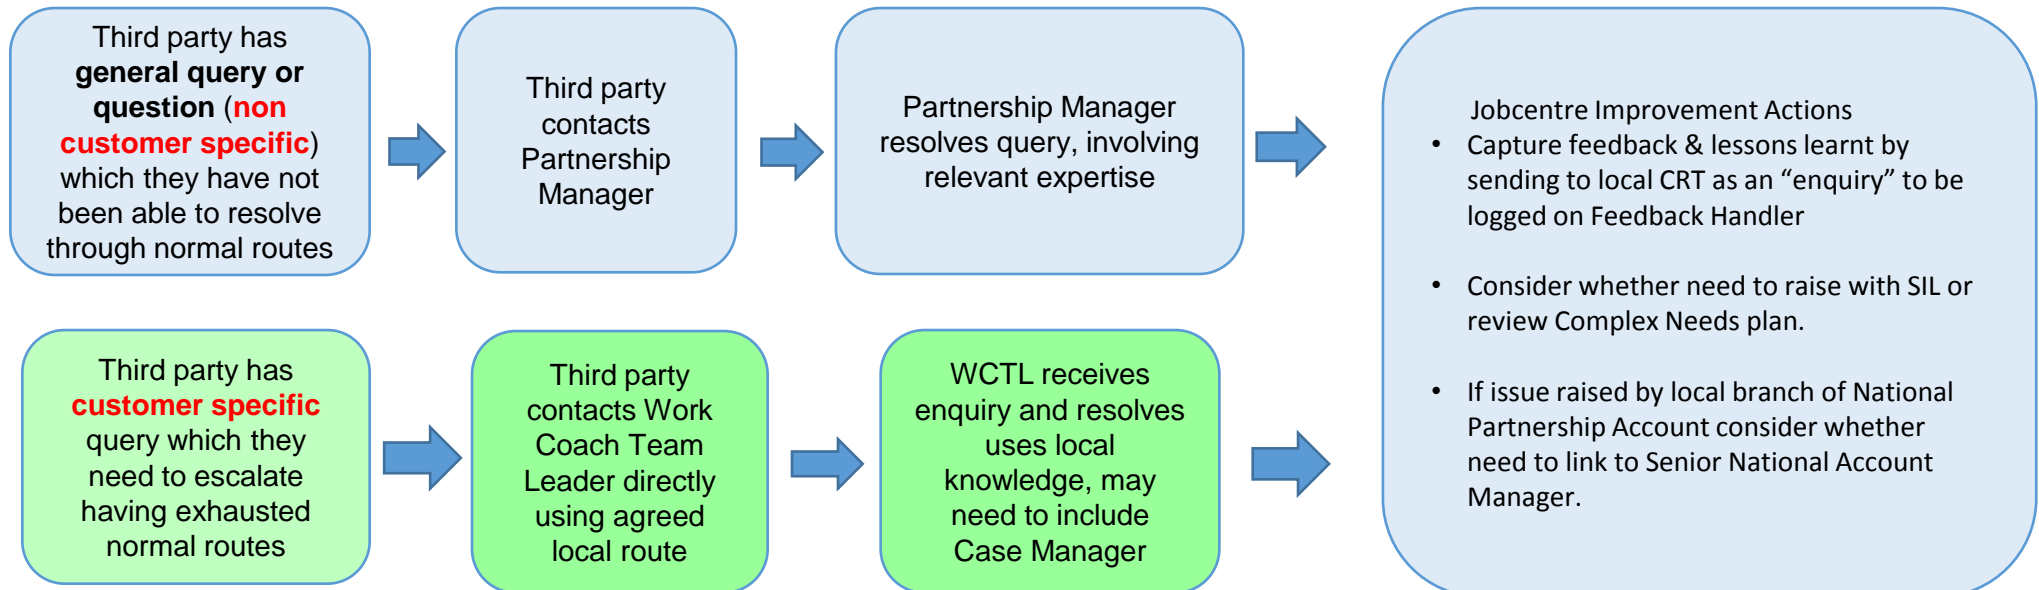 Third party has
general query or
question (non
customer specific)
which they have not
been able to resolve
through normal routes
Third party
contacts
Partnership
Manager
Partnership Manager
resolves query, involving
relevant expertise
Jobcentre Improvement Actions
• Capture feedback & lessons learnt by
sending to local CRT as an “enquiry” to be
logged on Feedback Handler
• Consider whether need to raise with SIL or
review Complex Needs plan.
• If issue raised by local branch of National
Partnership Account consider whether
need to link to Senior National Account
Manager.
Third party has
customer specific
query which they
need to escalate
having exhausted
normal routes
Third party
contacts Work
Coach Team
Leader directly
using agreed
local route
WCTL receives
enquiry and resolves
uses local
knowledge, may
need to include
Case Manager